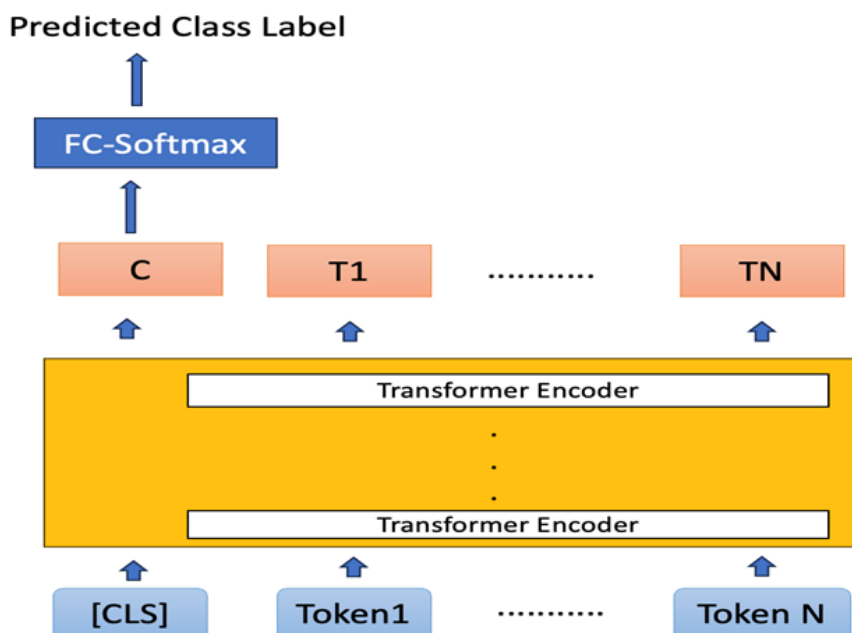 Predicted Class Label
FC-Softmax
C T1 ........... TN
Transformer Encoder
.
.
.
Transformer Encoder
[CLS] Token1 ........... Token N